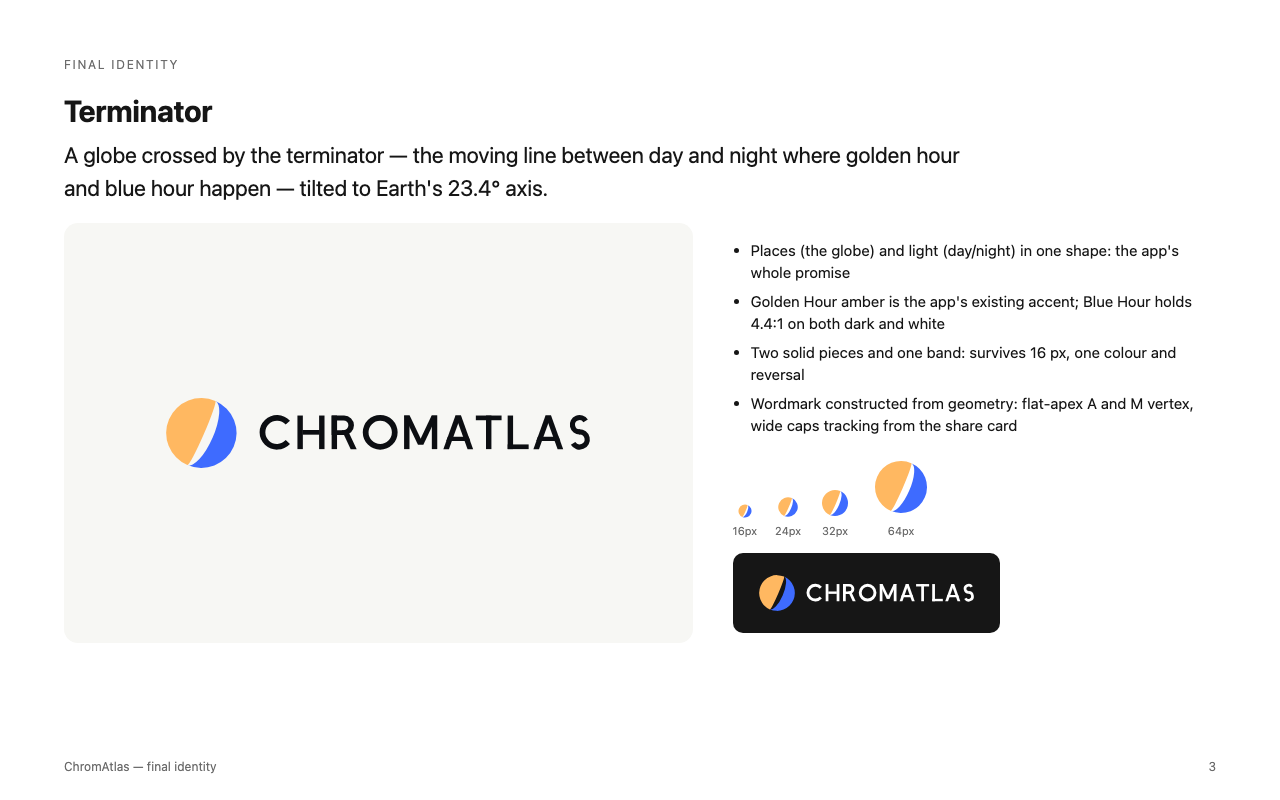 FINAL IDENTITY
Terminator
A globe crossed by the terminator — the moving line between day and night where golden hour
and blue hour happen — tilted to Earth's 23.4° axis.
CHROMATLAS
• Places (the globe) and light (day/night) in one shape: the app's
whole promise
• Golden Hour amber is the app's existing accent; Blue Hour holds
4.4:1 on both dark and white
• Two solid pieces and one band: survives 16 px, one colour and
reversal
• Wordmark constructed from geometry: flat-apex A and M vertex,
wide caps tracking from the share card
16px 24px 32px 64px
CHROMATLAS
ChromAtlas — final identity 3